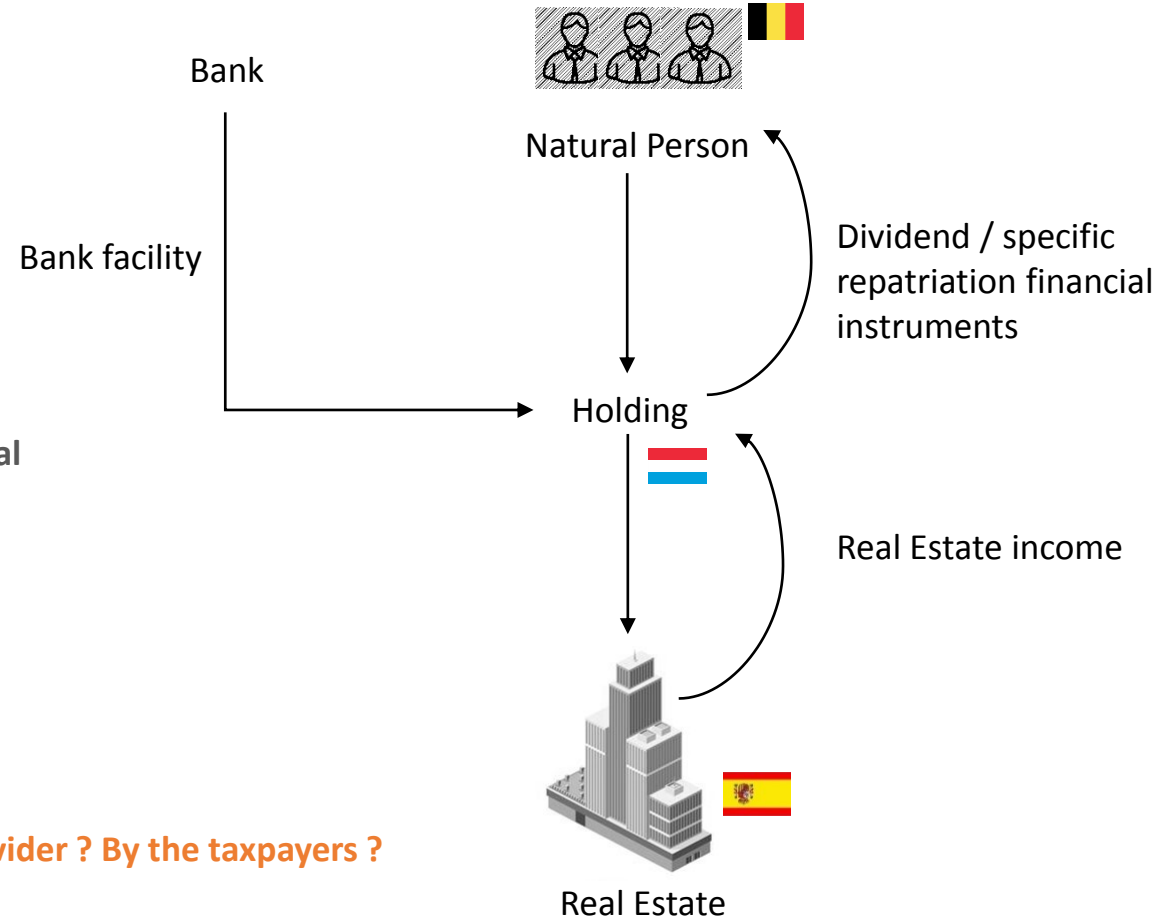 Bank
Natural Person
Bank facility
Dividend / specific
repatriation financial
instruments
Holding
al
Real Estate income
vider ? By the taxpayers ?
Real Estate